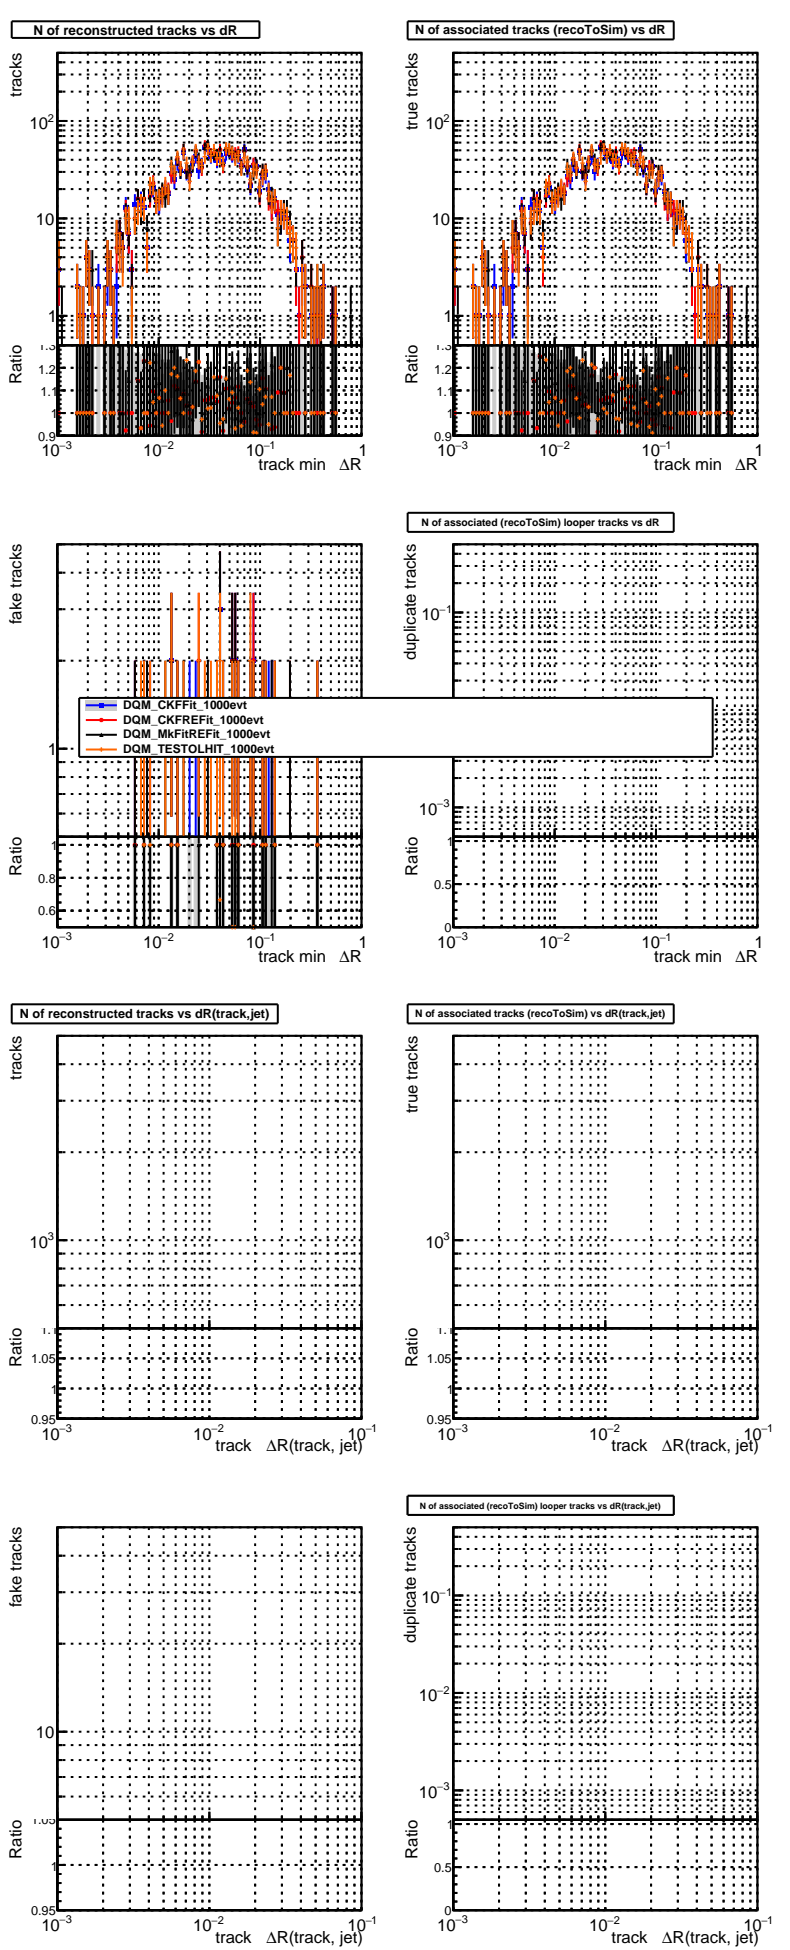 N of reconstructed tracks vs dR
tracks
10²
10
1
Ratio
1.3
1.2
1.1
1
0.9
10⁻³ 10⁻² 10⁻¹ 1
track min ΔR
N of associated tracks (recoToSim) vs dR
true tracks
10²
10
1
Ratio
1.3
1.2
1.1
1
0.9
10⁻³ 10⁻² 10⁻¹ 1
track min ΔR
fake tracks
1
Ratio
1
0.8
0.6
10⁻³ 10⁻² 10⁻¹ 1
track min ΔR
N of associated (recoToSim) looper tracks vs dR
duplicate tracks
10⁻¹
10⁻³
Ratio
1
0.5
0
10⁻³ 10⁻² 10⁻¹ 1
track min ΔR
DQM_CKFFit_1000evt
DQM_CKFREFit_1000evt
DQM_MkFitREFit_1000evt
DQM_TESTOLHIT_1000evt
N of reconstructed tracks vs dR(track,jet)
tracks
10³
Ratio
1.1
1.05
1
0.95
10⁻³ 10⁻² 10⁻¹
track ΔR(track, jet)
N of associated tracks (recoToSim) vs dR(track,jet)
true tracks
10³
Ratio
1.1
1.05
1
0.95
10⁻³ 10⁻² 10⁻¹
track ΔR(track, jet)
fake tracks
10
Ratio
1.05
1
0.95
10⁻³ 10⁻² 10⁻¹
track ΔR(track, jet)
N of associated (recoToSim) looper tracks vs dR(track,jet)
duplicate tracks
10⁻¹
10⁻²
10⁻³
Ratio
1
0.5
0
10⁻³ 10⁻² 10⁻¹
track ΔR(track, jet)